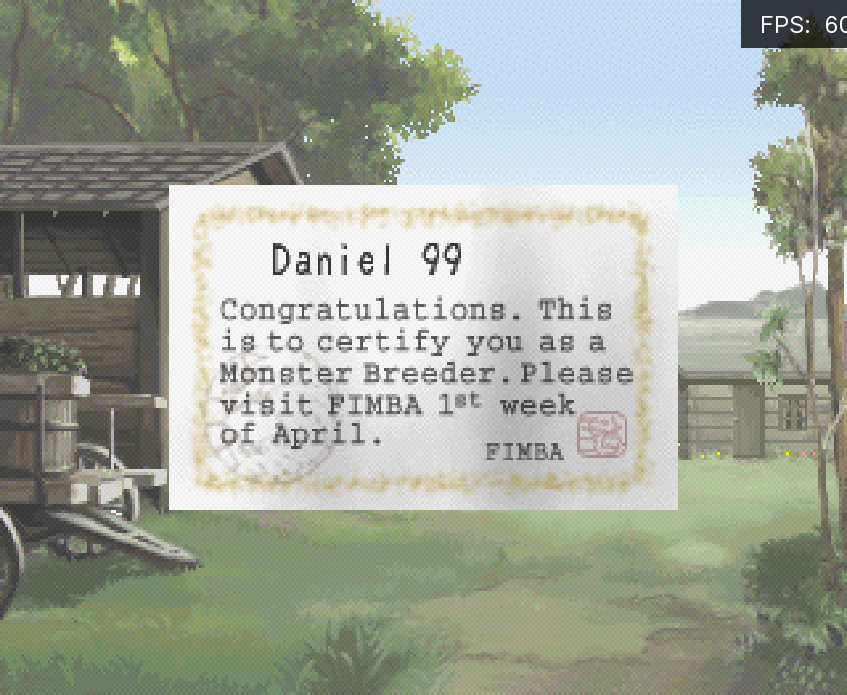 FPS: 60
Daniel 99
Congratulations. This
is to certify you as a
Monster Breeder. Please
visit FIMBA 1st week
of April.
FIMBA